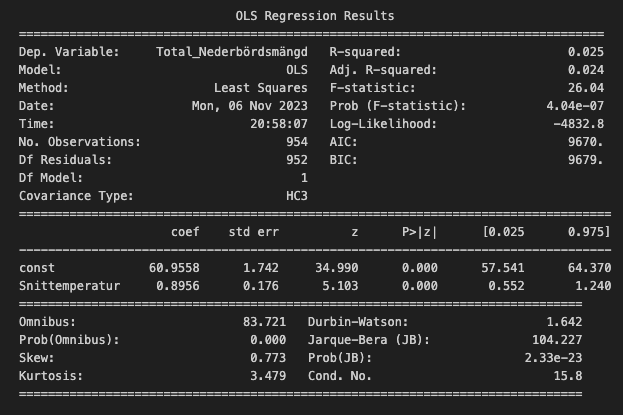 OLS Regression Results
==============================================================================
Dep. Variable: Total_Nederbördsmängd R-squared: 0.025
Model: OLS Adj. R-squared: 0.024
Method: Least Squares F-statistic: 26.04
Date: Mon, 06 Nov 2023 Prob (F-statistic): 4.04e-07
Time: 20:58:07 Log-Likelihood: -4832.8
No. Observations: 954 AIC: 9670.
Df Residuals: 952 BIC: 9679.
Df Model: 1
Covariance Type: HC3
===============================================================================
coef std err z P>|z| [0.025 0.975]
-------------------------------------------------------------------------------
const 60.9558 1.742 34.990 0.000 57.541 64.370
Snittemperatur 0.8956 0.176 5.103 0.000 0.552 1.240
===========================================================================
Omnibus: 83.721 Durbin-Watson: 1.642
Prob(Omnibus): 0.000 Jarque-Bera (JB): 104.227
Skew: 0.773 Prob(JB): 2.33e-23
Kurtosis: 3.479 Cond. No. 15.8
===========================================================================